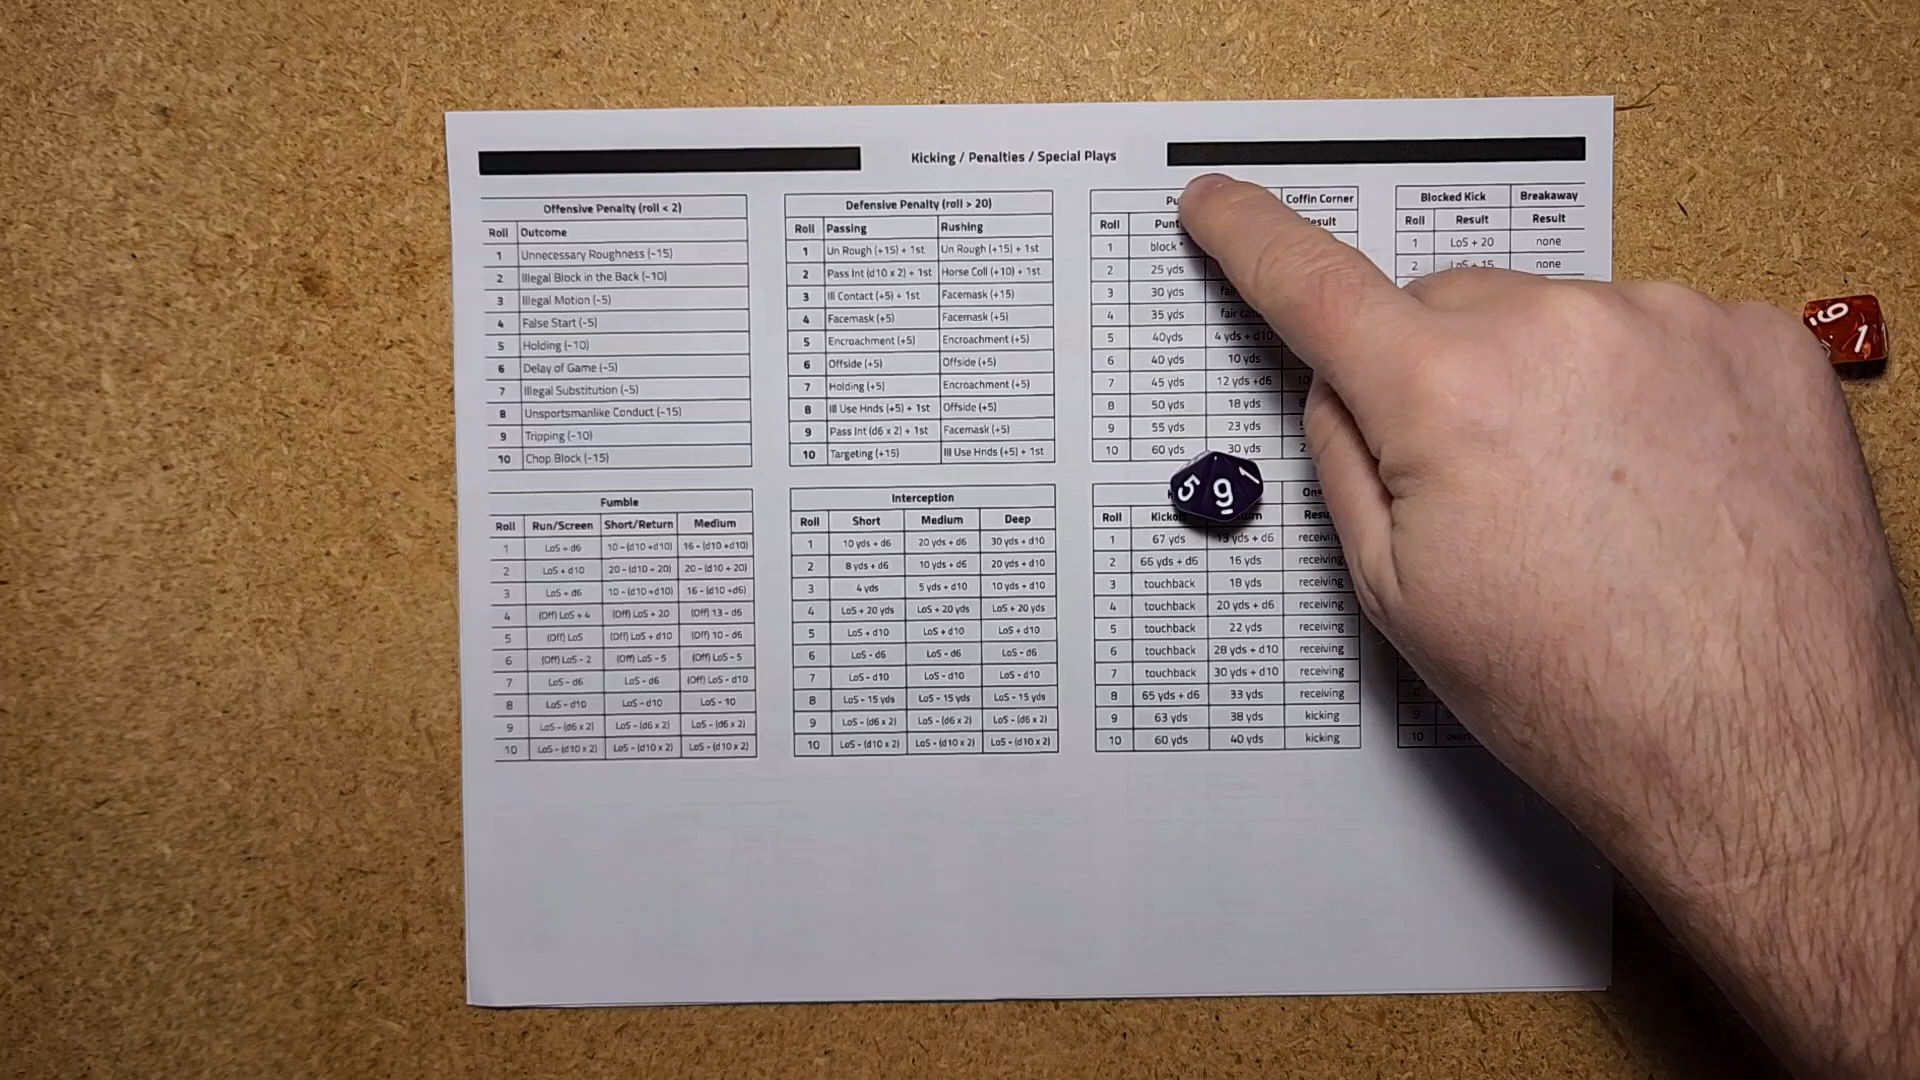 Kicking / Penalties / Special Plays
Offensive Penalty (roll < 2)
Roll Outcome
1 Unnecessary Roughness (-15)
2 Illegal Block in the Back (-10)
3 Illegal Motion (-5)
4 False Start (-5)
5 Holding (-10)
6 Delay of Game (-5)
7 Illegal Substitution (-5)
8 Unsportsmanlike Conduct (-15)
9 Tripping (-10)
10 Chop Block (-15)
Defensive Penalty (roll > 20)
Roll Passing Rushing
1 Un Rough (+15) + 1st Un Rough (+15) + 1st
2 Pass Int (d10 x 2) + 1st Horse Coll (+10) + 1st
3 Ill Contact (+5) + 1st Facemask (+15)
4 Facemask (+5) Facemask (+5)
5 Encroachment (+5) Encroachment (+5)
6 Offside (+5) Offside (+5)
7 Holding (+5) Encroachment (+5)
8 Ill Use Hnds (+5) + 1st Offside (+5)
9 Pass Int (d6 x 2) + 1st Facemask (+5)
10 Targeting (+15) Ill Use Hnds (+5) + 1st
Coffin Corner
Roll Punt
1 block *
2 25 yds
3 30 yds
4 35 yds fair
5 40yds 4 yds + d10
6 40 yds 10 yds
7 45 yds 12 yds +d6
8 50 yds 18 yds
9 55 yds 23 yds
10 60 yds 30 yds
Blocked Kick Breakaway
Roll Result Result
1 LoS + 20 none
2 LoS + 15 none
Fumble
Roll Run/Screen Short/Return Medium
1 LoS + d6 10 - (d10 +d10) 16 - (d10 +d10)
2 LoS + d10 20 - (d10 + 20) 20 - (d10 + 20)
3 LoS + d6 10 - (d10 +d10) 16 - (d10 +d6)
4 (Off) LoS + 4 (Off) LoS + 20 (Off) 13 - d6
5 (Off) LoS (Off) LoS + d10 (Off) 10 - d6
6 (Off) LoS - 2 (Off) LoS - 5 (Off) LoS - 5
7 LoS - d6 LoS - d6 (Off) LoS - d10
8 LoS - d10 LoS - d10 LoS - 10
9 LoS - (d6 x 2) LoS - (d6 x 2) LoS - (d6 x 2)
10 LoS - (d10 x 2) LoS - (d10 x 2) LoS - (d10 x 2)
Interception
Roll Short Medium Deep
1 10 yds + d6 20 yds + d6 30 yds + d10
2 8 yds + d6 10 yds + d6 20 yds + d10
3 4 yds 5 yds + d10 10 yds + d10
4 LoS + 20 yds LoS + 20 yds LoS + 20 yds
5 LoS + d10 LoS + d10 LoS + d10
6 LoS - d6 LoS - d6 LoS - d6
7 LoS - d10 LoS - d10 LoS - d10
8 LoS - 15 yds LoS - 15 yds LoS - 15 yds
9 LoS - (d6 x 2) LoS - (d6 x 2) LoS - (d6 x 2)
10 LoS - (d10 x 2) LoS - (d10 x 2) LoS - (d10 x 2)
5 9 1
Roll
1 67 yds 13 yds + d6 receiving
2 66 yds + d6 16 yds receiving
3 touchback 18 yds receiving
4 touchback 20 yds + d6 receiving
5 touchback 22 yds receiving
6 touchback 28 yds + d10 receiving
7 touchback 30 yds + d10 receiving
8 65 yds + d6 33 yds receiving
9 63 yds 38 yds kicking
10 60 yds 40 yds kicking
9
10
9 1